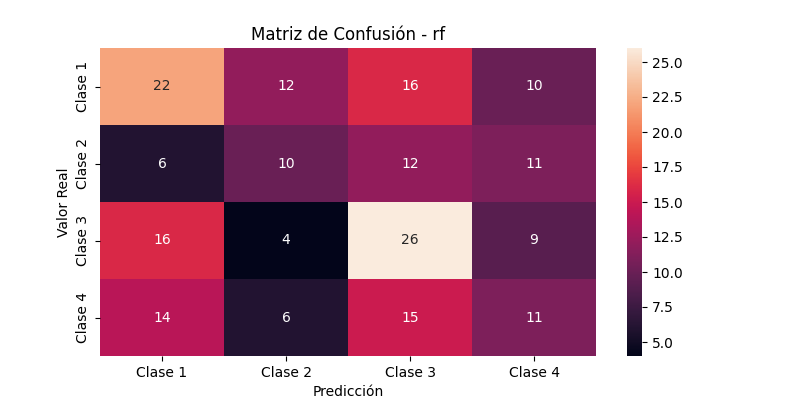 Matriz de Confusión - rf
Valor Real
Clase 1
22 12 16 10
Clase 2
6 10 12 11
Clase 3
16 4 26 9
Clase 4
14 6 15 11
Clase 1 Clase 2 Clase 3 Clase 4
Predicción
25.0
22.5
20.0
17.5
15.0
12.5
10.0
7.5
5.0